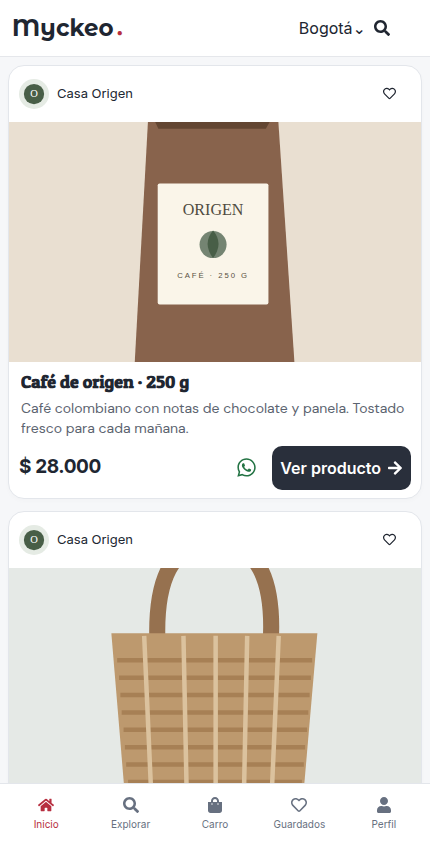 Myckeo.
Bogotá
O Casa Origen
ORIGEN
CAFÉ · 250 G
Café de origen · 250 g
Café colombiano con notas de chocolate y panela. Tostado
fresco para cada mañana.
$ 28.000
Ver producto →
O Casa Origen
Inicio Explorar Carro Guardados Perfil